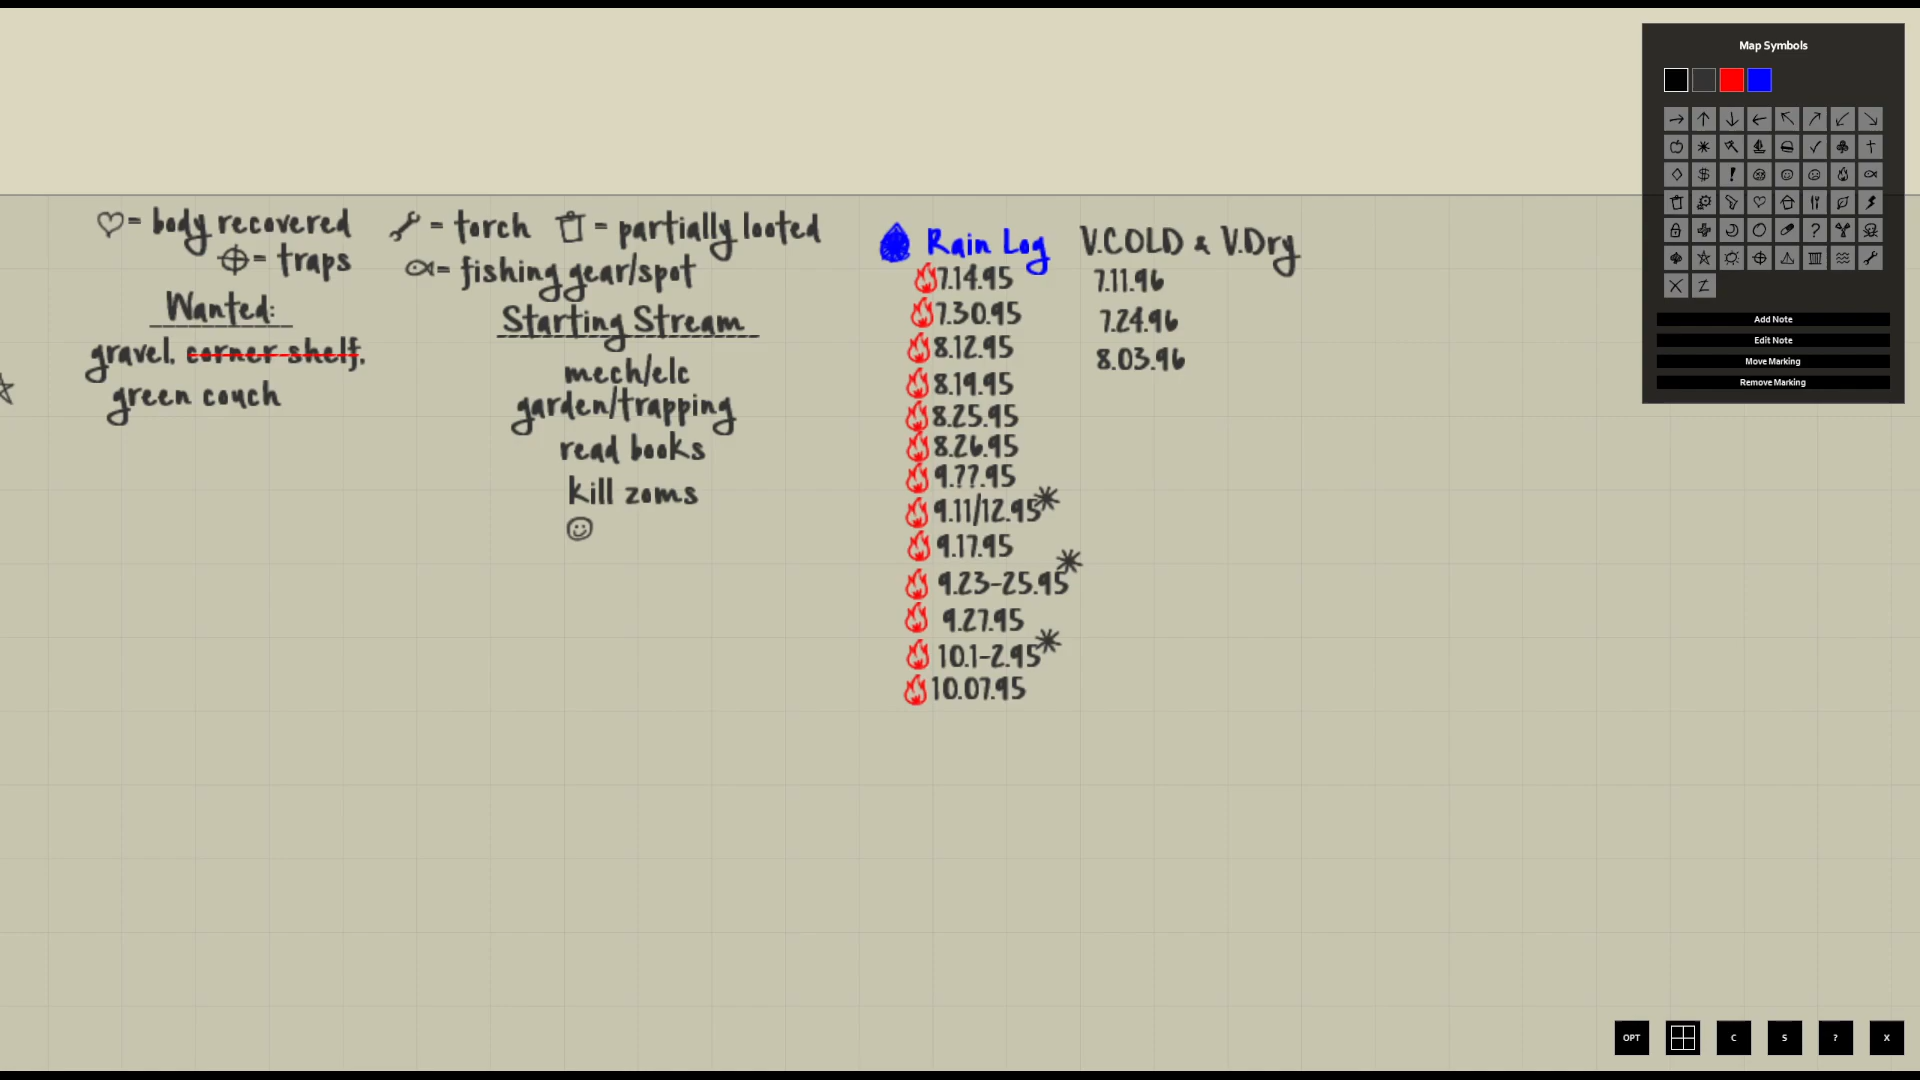 = body recovered
= traps
= torch
= partially looted
= fishing gear/spot
Wanted:
gravel, corner shelf,
green couch
Starting Stream
mech/elc
garden/trapping
read books
kill zoms
Rain Log
7.14.95
7.30.95
8.12.95
8.19.95
8.25.95
8.26.95
9.??.95
9.11/12.95
9.17.95
9.23-25.95
9.27.95
10.1-2.95
10.07.95
V.COLD & V.Dry
7.11.96
7.24.96
8.03.96
Map Symbols
Add Note
Edit Note
Move Marking
Remove Marking
OPT
C
S
?
X